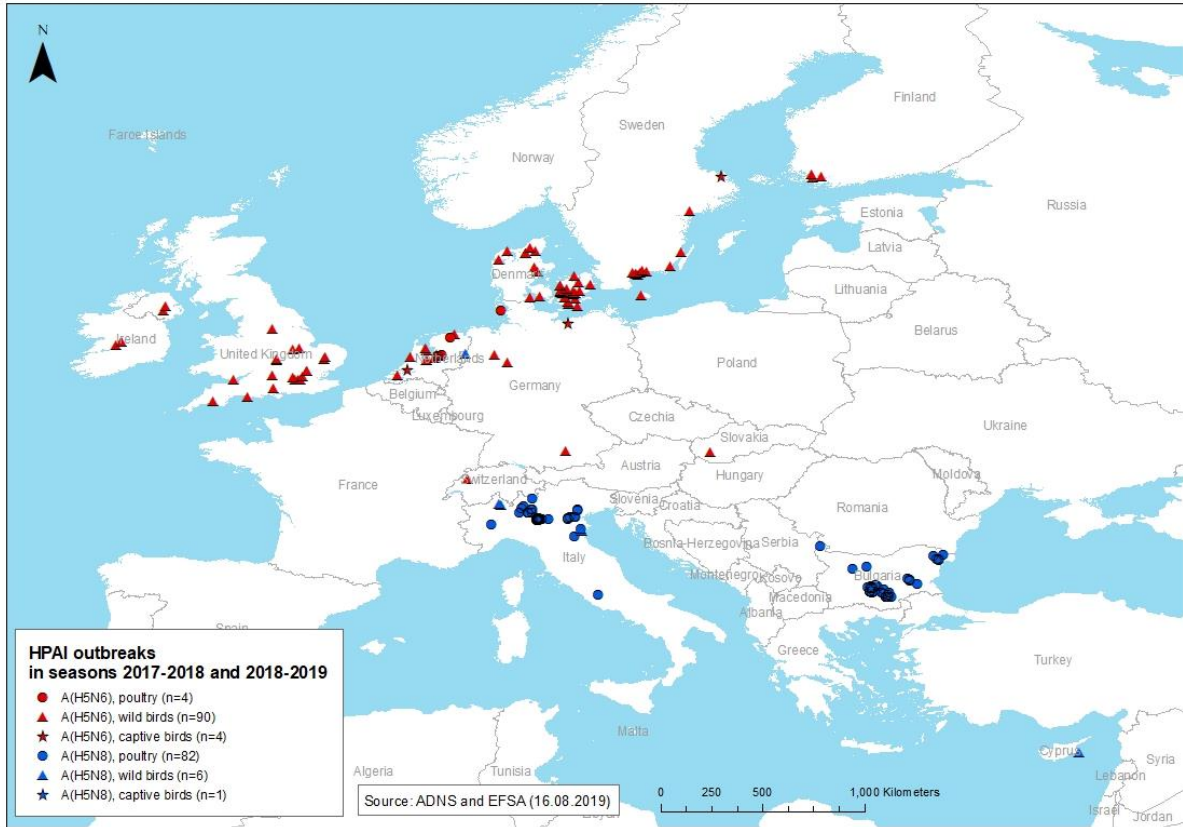 N
Finland
Sweden
Faroe Islands
Norway
Russia
Estonia
Latvia
Denmark
Lithuania
Ireland
Belarus
United Kingdom
Netherlands
Poland
Germany
Belgium
Luxembourg
Czechia
Ukraine
Slovakia
Austria
Moldova
Hungary
Switzerland
France
Slovenia
Croatia
Romania
Bosnia-Herzegovina
Serbia
Italy
Montenegro
Kosovo
Bulgaria
Macedonia
Albania
Spain
Greece
Turkey
HPAI outbreaks
in seasons 2017-2018 and 2018-2019
A(H5N6), poultry (n=4)
A(H5N6), wild birds (n=90)
A(H5N6), captive birds (n=4)
A(H5N8), poultry (n=82)
A(H5N8), wild birds (n=6)
A(H5N8), captive birds (n=1)
Malta
Cyprus
Syria
Lebanon
Algeria
Tunisia
Source: ADNS and EFSA (16.08.2019)
0 250 500 1,000 Kilometers
Israel
Jordan